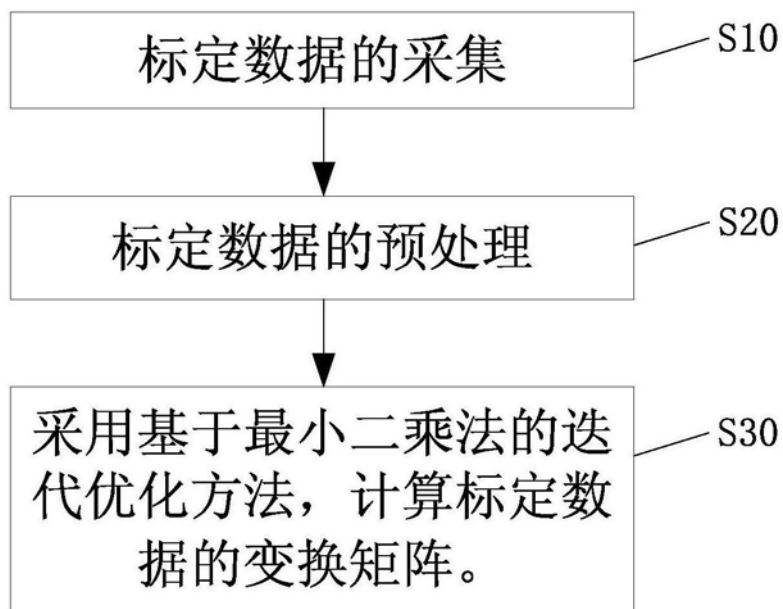 标定数据的采集
S10
标定数据的预处理
S20
采用基于最小二乘法的迭
代优化方法，计算标定数
据的变换矩阵。
S30